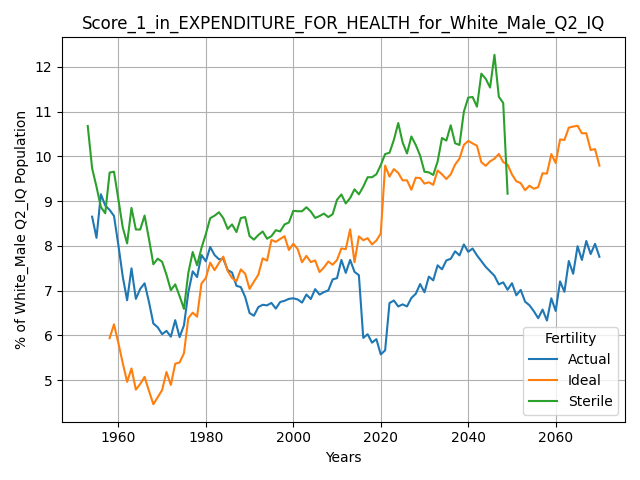 Score_1_in_EXPENDITURE_FOR_HEALTH_for_White_Male_Q2_IQ
% of White_Male Q2_IQ Population
12
11
10
9
8
7
6
5
1960 1980 2000 2020 2040 2060
Years
Fertility
Actual
Ideal
Sterile